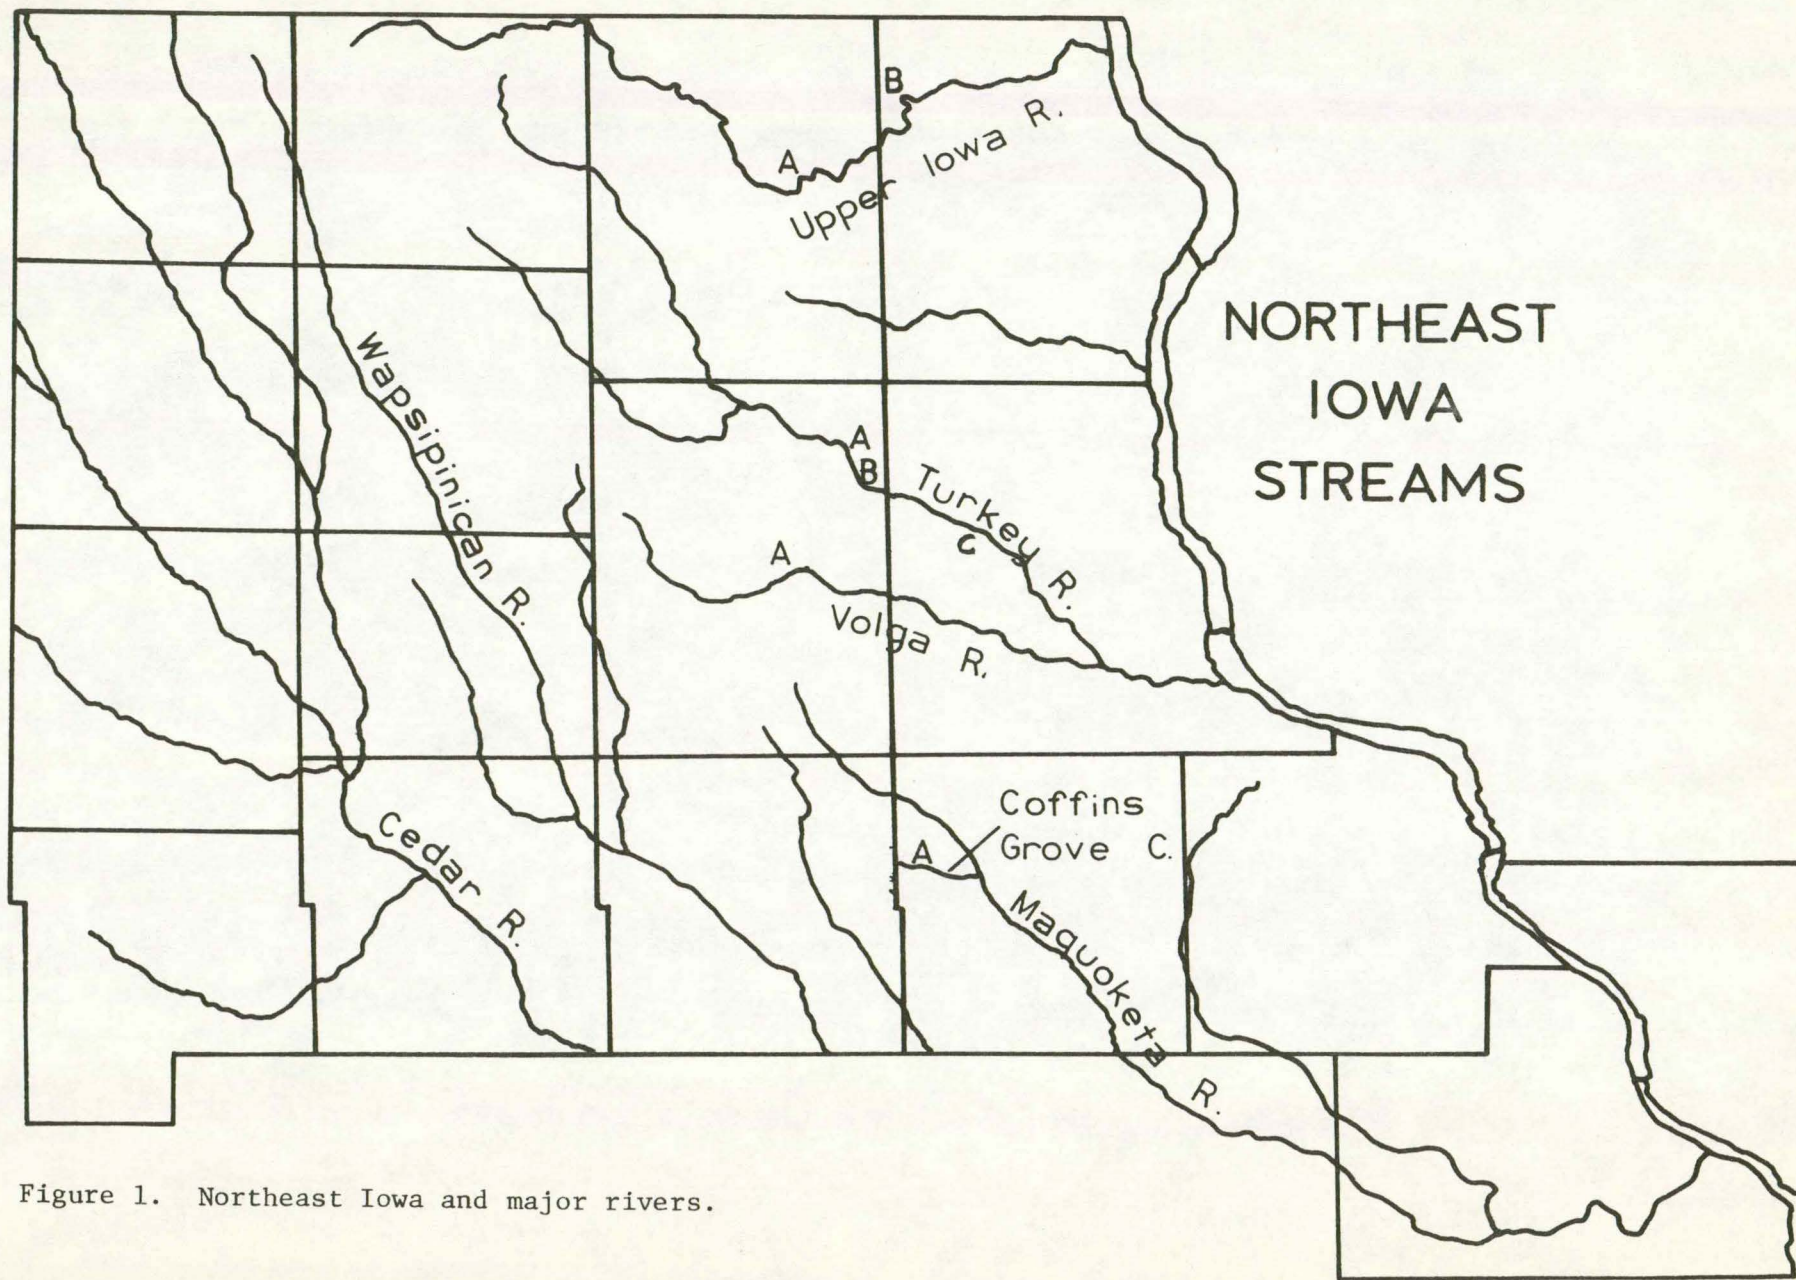 B
A
Upper Iowa R.
NORTHEAST
IOWA
STREAMS
Wapsipinican R.
A
B
Turkey R.
C
A
Volga R.
Coffins
Grove C.
A
Cedar R.
Maquoketa R.
Figure 1. Northeast Iowa and major rivers.